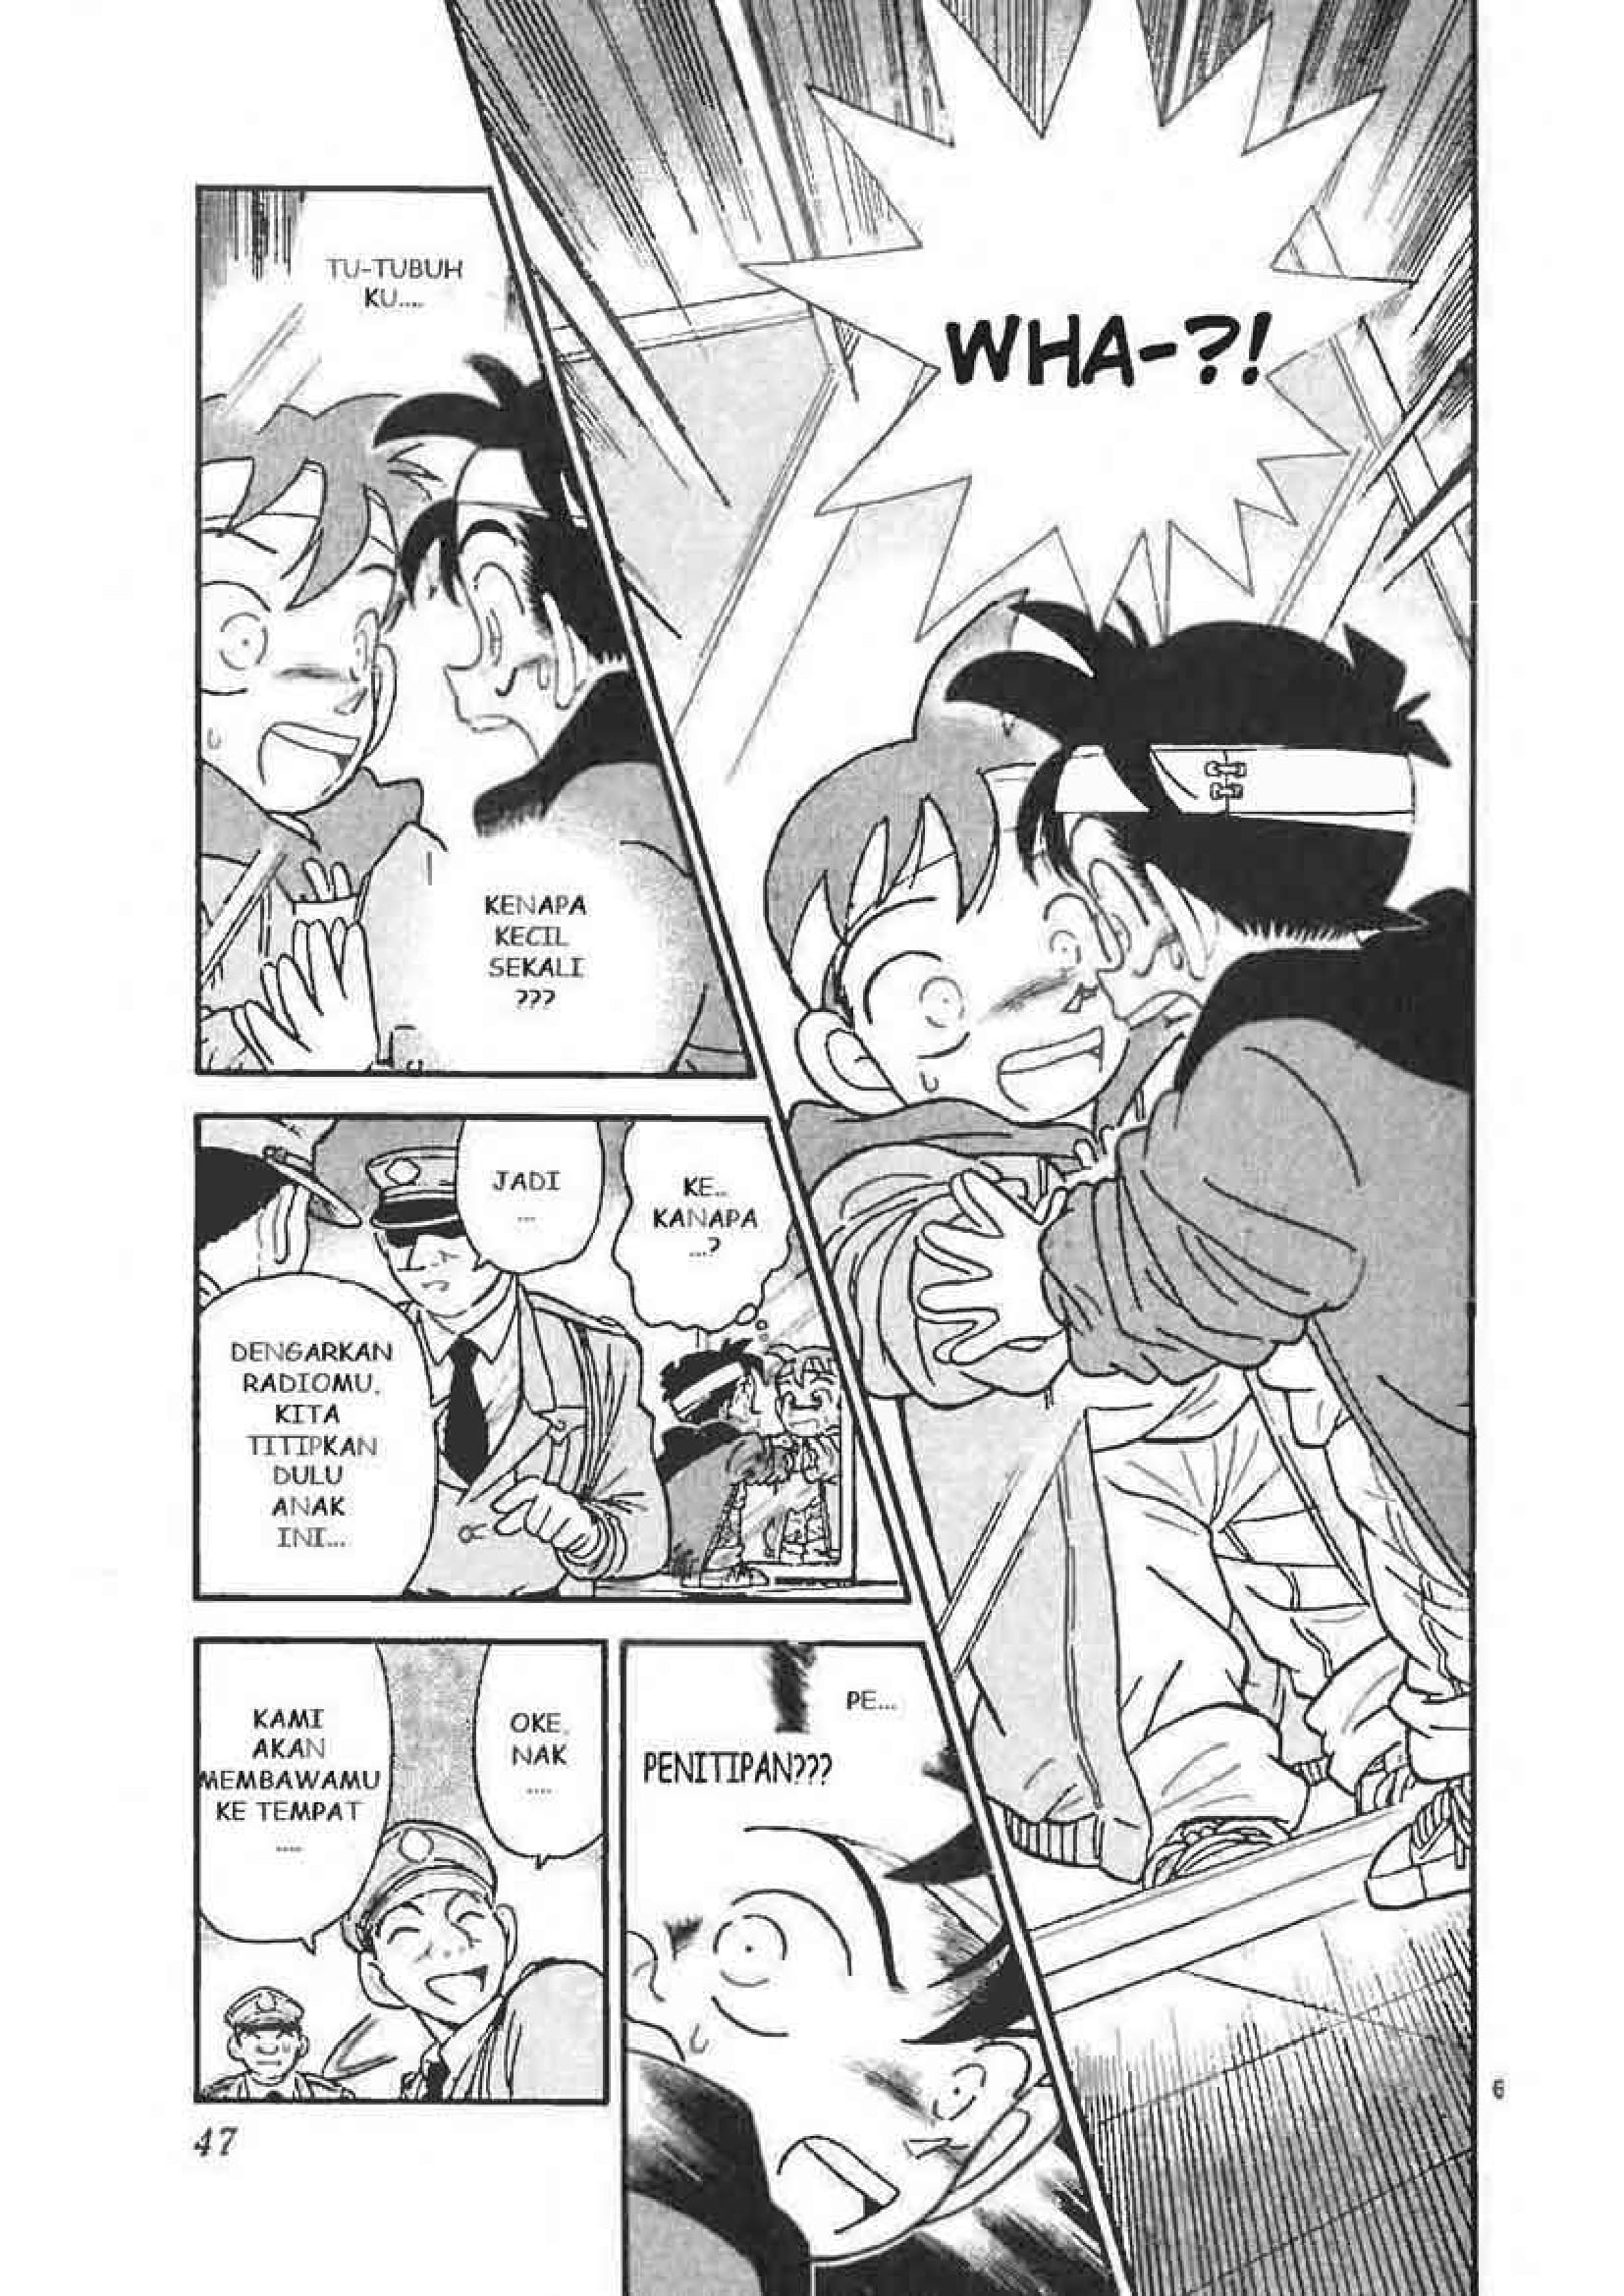 WHA-?!
TU-TUBUH
KU....
KENAPA
KECIL
SEKALI
???
KE..
KANAPA
...?
JADI
...
DENGARKAN
RADIOMU,
KITA
TITIPKAN
DULU
ANAK
INI...
PE...
PENITIPAN???
OKE,
NAK
....
KAMI
AKAN
MEMBAWAMU
KE TEMPAT
....
6
47